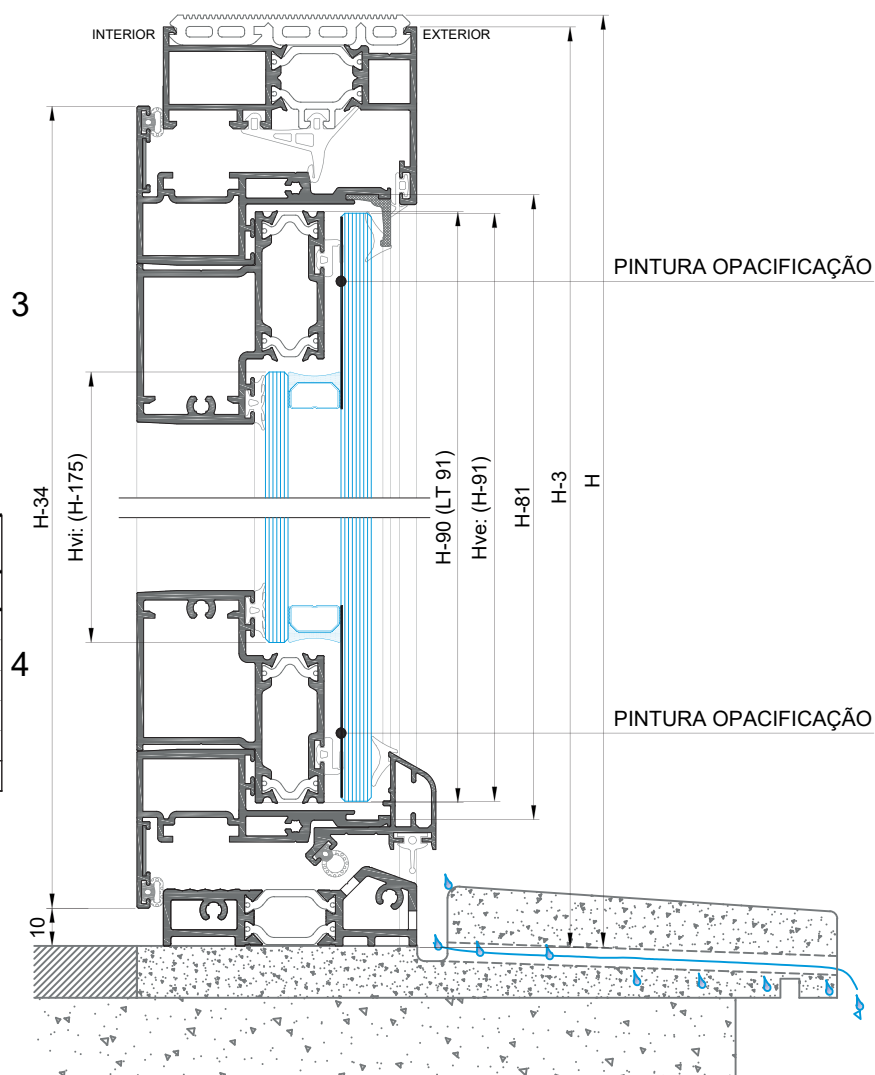 INTERIOR
EXTERIOR
PINTURA OPACIFICAÇÃO
3
H-34
Hvi: (H-175)
H-90 (LT 91)
Hve: (H-91)
H-81
H-3
H
4
PINTURA OPACIFICAÇÃO
10